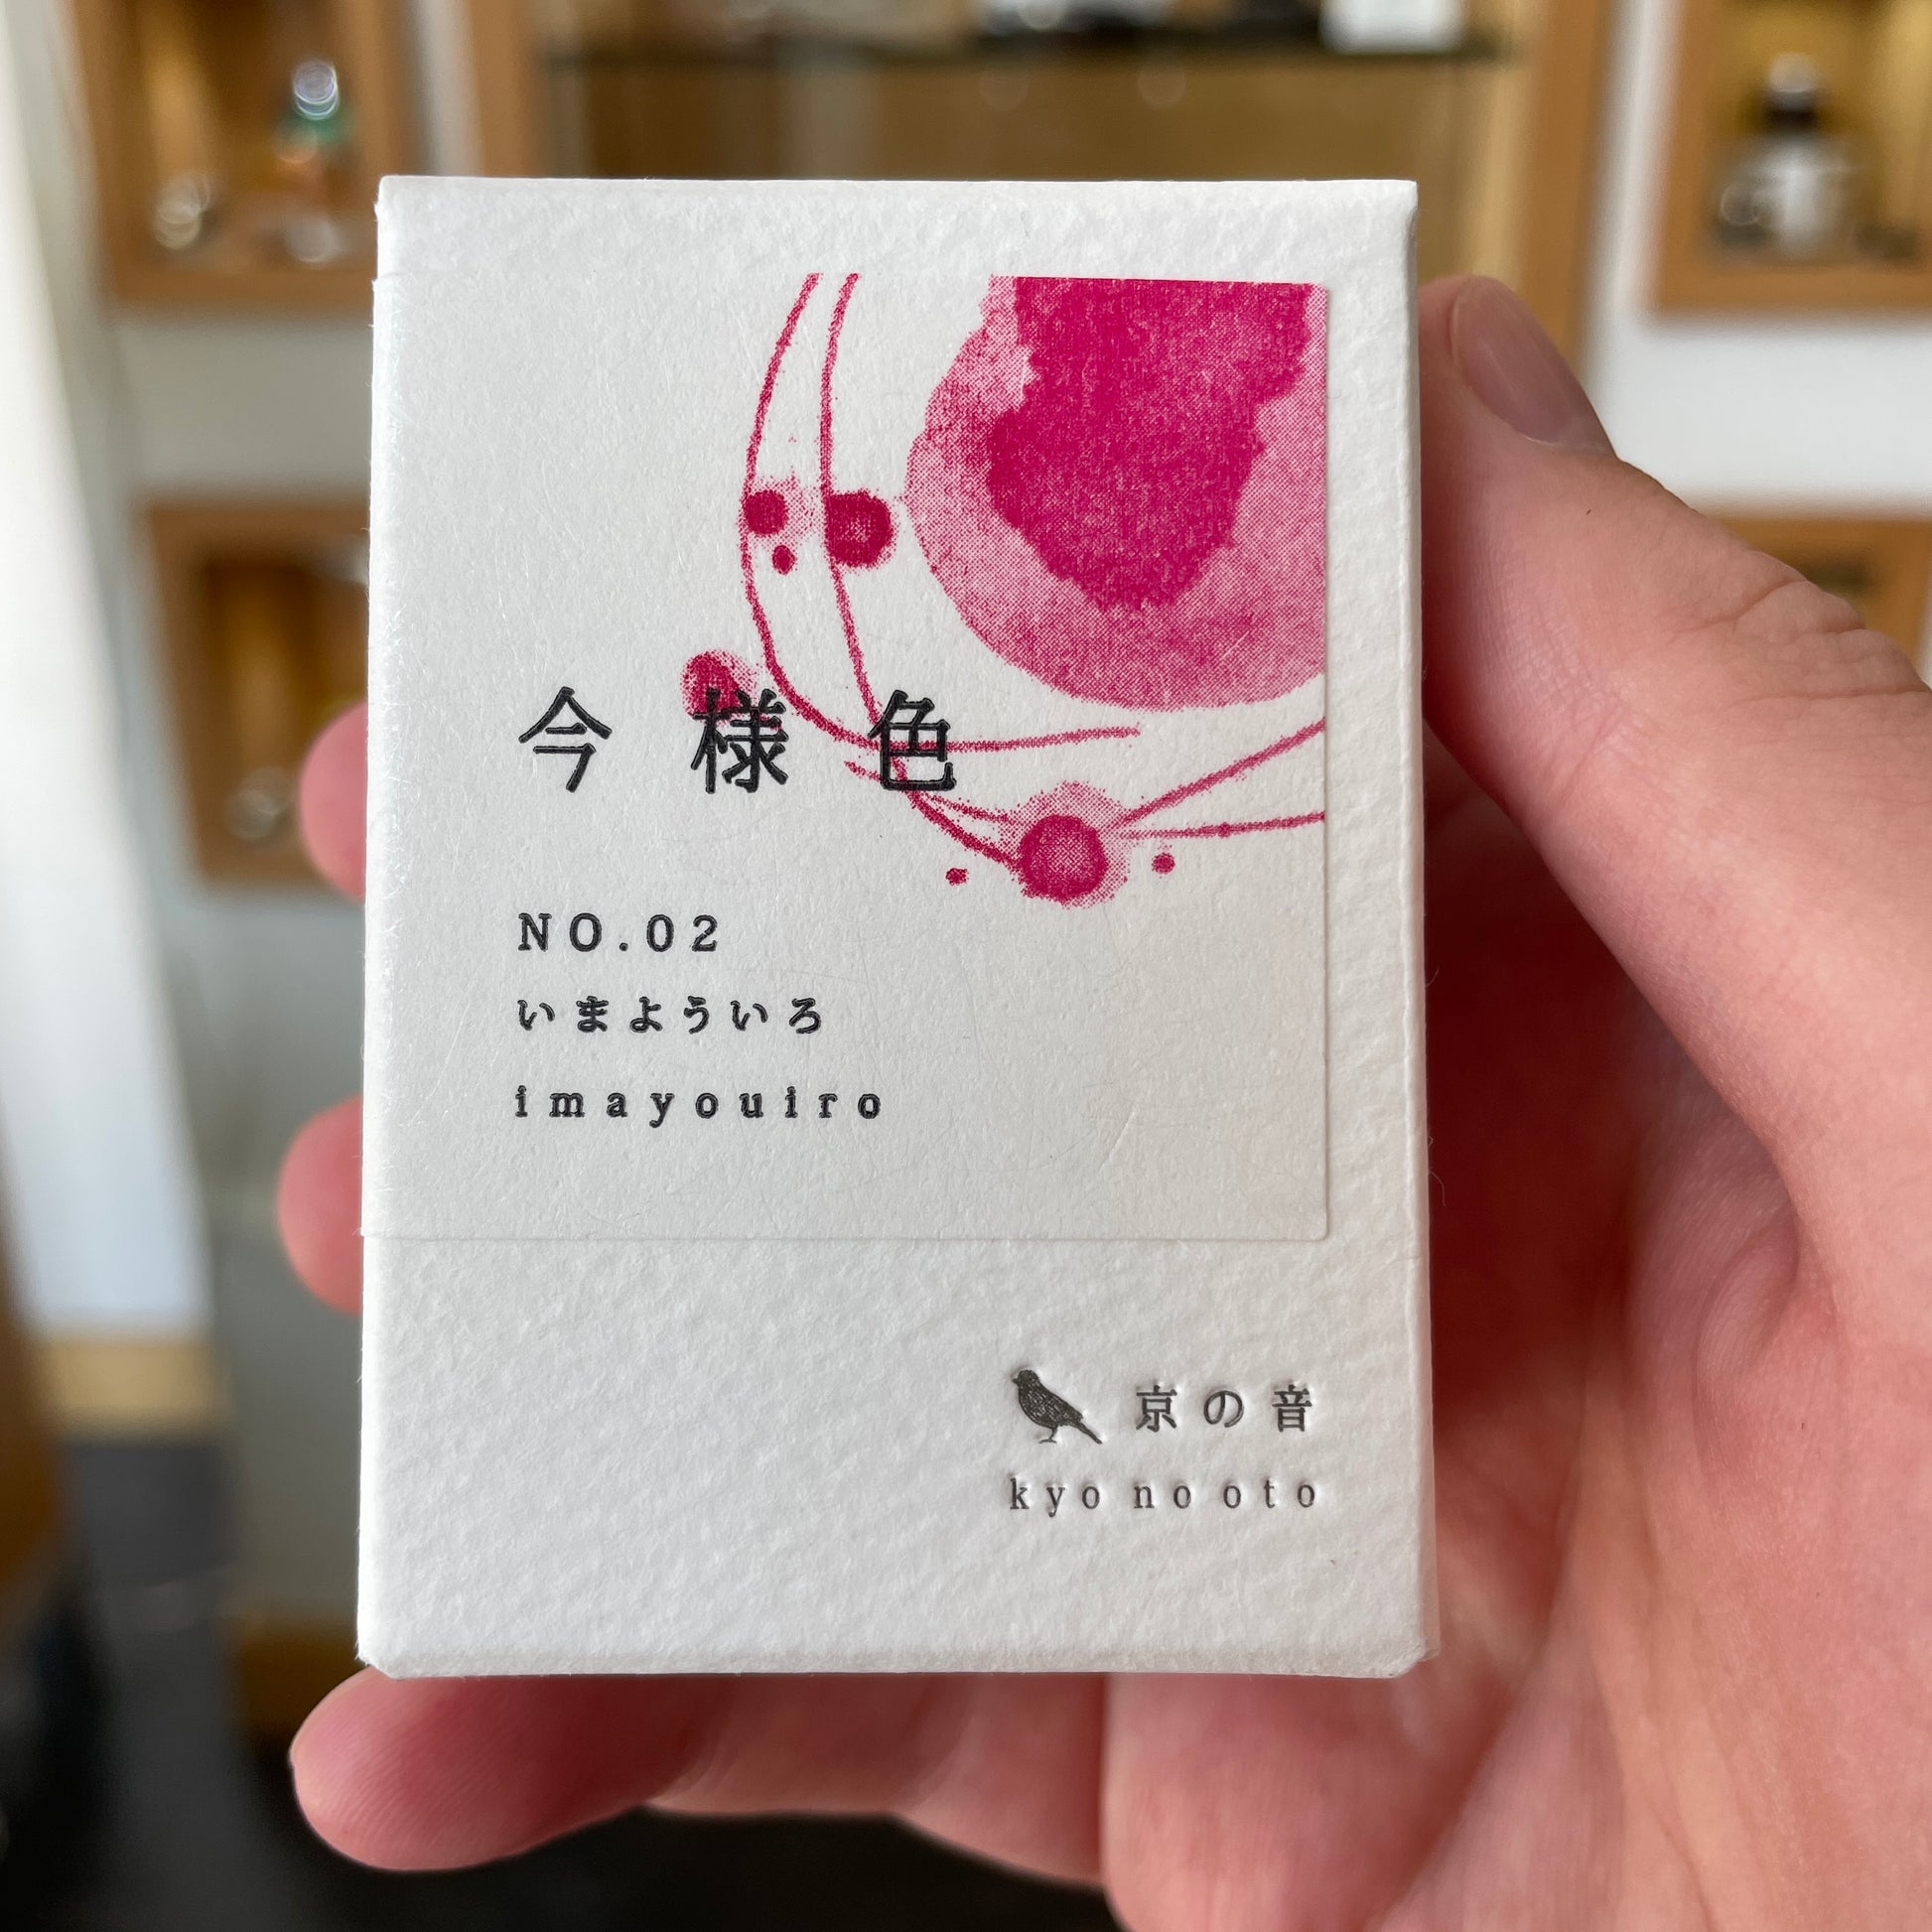 今様色
NO.02
いまよういろ
imayouiro
京の音
kyo no oto